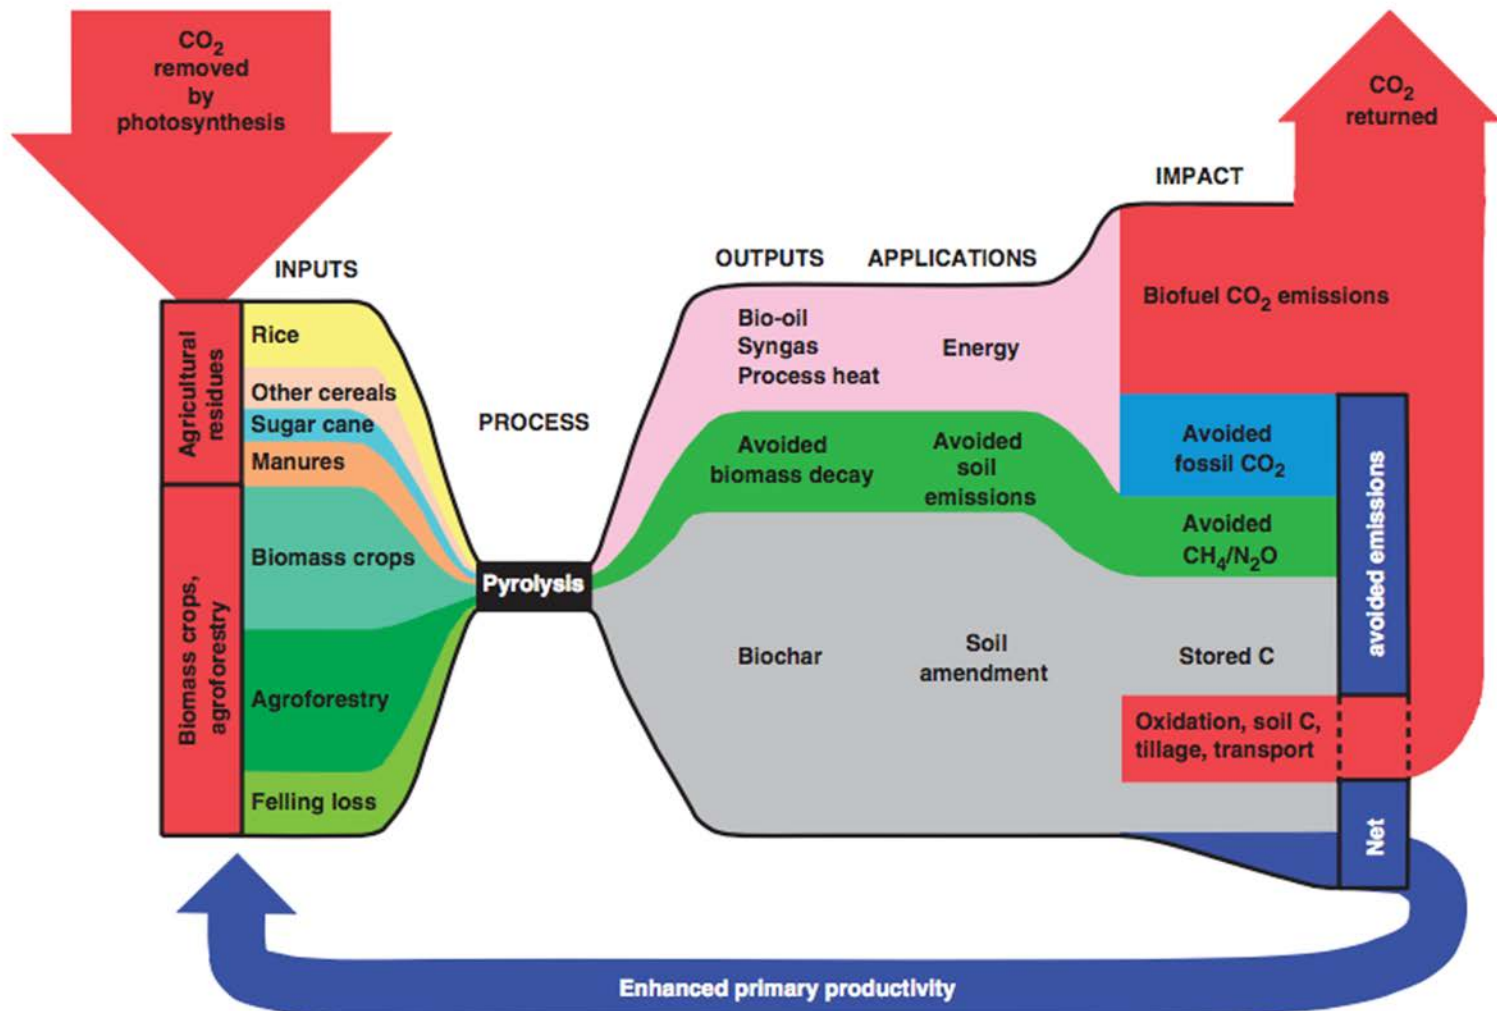 CO₂
removed
by
photosynthesis
CO₂
returned
IMPACT
INPUTS
OUTPUTS
APPLICATIONS
PROCESS
Agricultural
residues
Rice
Other cereals
Sugar cane
Manures
Biomass crops,
agroforestry
Biomass crops
Agroforestry
Felling loss
Pyrolysis
Bio-oil
Syngas
Process heat
Energy
Avoided
biomass decay
Avoided
soil
emissions
Biochar
Soil
amendment
Biofuel CO₂ emissions
Avoided
fossil CO₂
Avoided
CH₄/N₂O
Stored C
Oxidation, soil C,
tillage, transport
Net
avoided emissions
Enhanced primary productivity